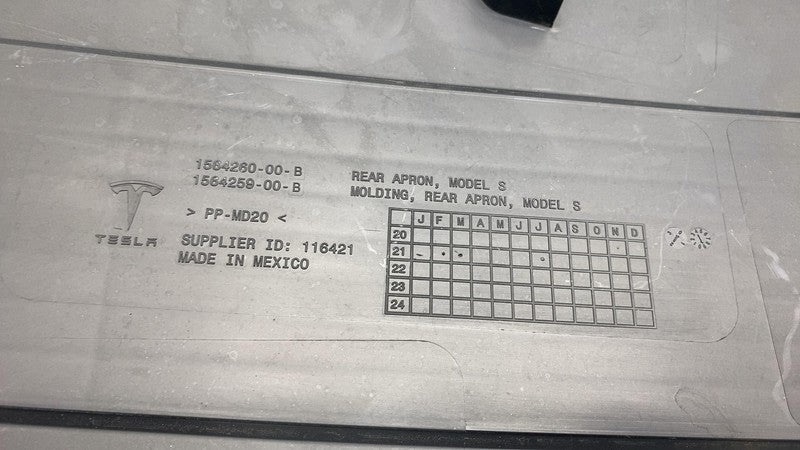 1564260-00-B
1564259-00-B
REAR APRON, MODEL S
MOLDING, REAR APRON, MODEL S
> PP-MD20 <
TESLA
SUPPLIER ID: 116421
MADE IN MEXICO
J F M A M J J A S O N D
20
21
22
23
24